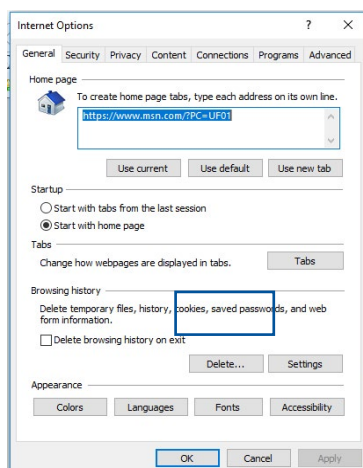 Internet Options
? X
General Security Privacy Content Connections Programs Advanced
Home page
To create home page tabs, type each address on its own line.
https://www.msn.com/?PC=UF01
Use current Use default Use new tab
Startup
Start with tabs from the last session
Start with home page
Tabs
Change how webpages are displayed in tabs. Tabs
Browsing history
Delete temporary files, history, cookies, saved passwords, and web
form information.
Delete browsing history on exit
Delete... Settings
Appearance
Colors Languages Fonts Accessibility
OK Cancel Apply